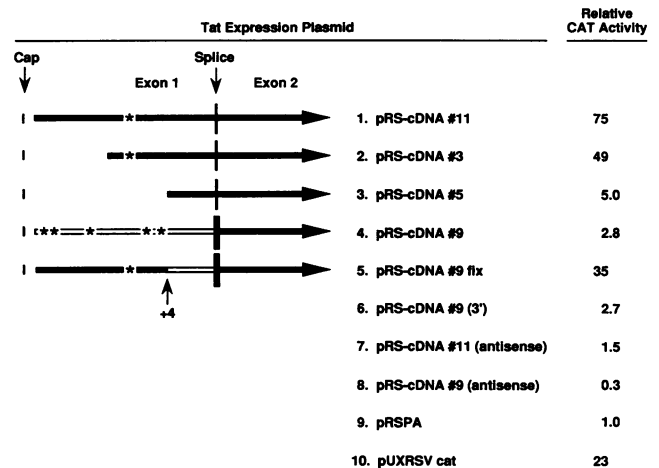 Tat Expression Plasmid
Relative
CAT Activity
Cap
Splice
Exon 1
Exon 2
1. pRS-cDNA #11 75
2. pRS-cDNA #3 49
3. pRS-cDNA #5 5.0
4. pRS-cDNA #9 2.8
5. pRS-cDNA #9 fix 35
+4
6. pRS-cDNA #9 (3') 2.7
7. pRS-cDNA #11 (antisense) 1.5
8. pRS-cDNA #9 (antisense) 0.3
9. pRSPA 1.0
10. pUXRSV cat 23